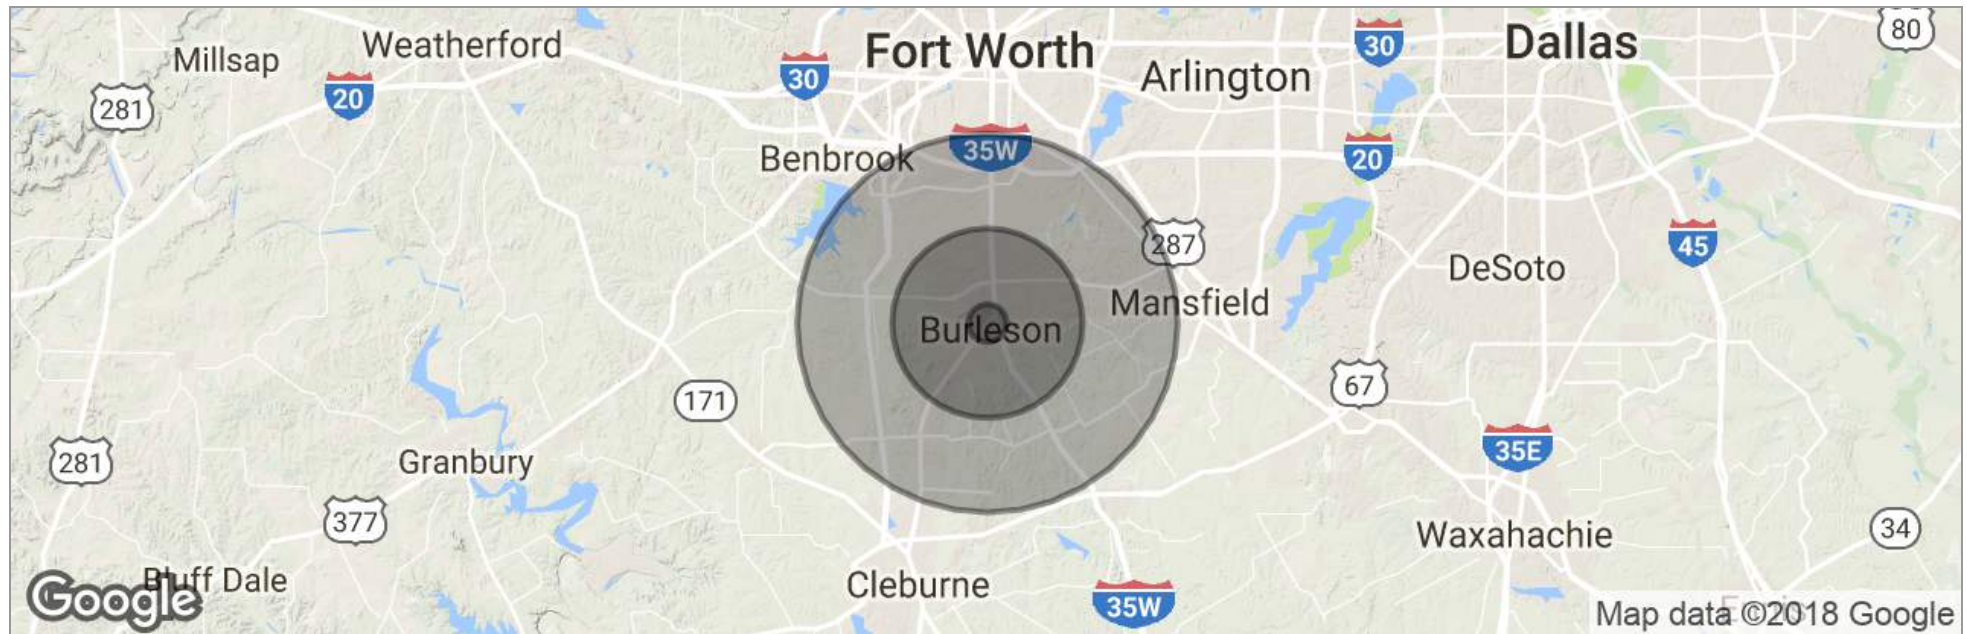 Millsap
Weatherford
Fort Worth
Dallas
80
30
30
Arlington
281
20
Benbrook
35W
20
287
45
DeSoto
Mansfield
Burleson
171
67
281
Granbury
35E
377
Waxahachie
34
Bluff Dale
Cleburne
35W
Google
Map data ©2018 Google